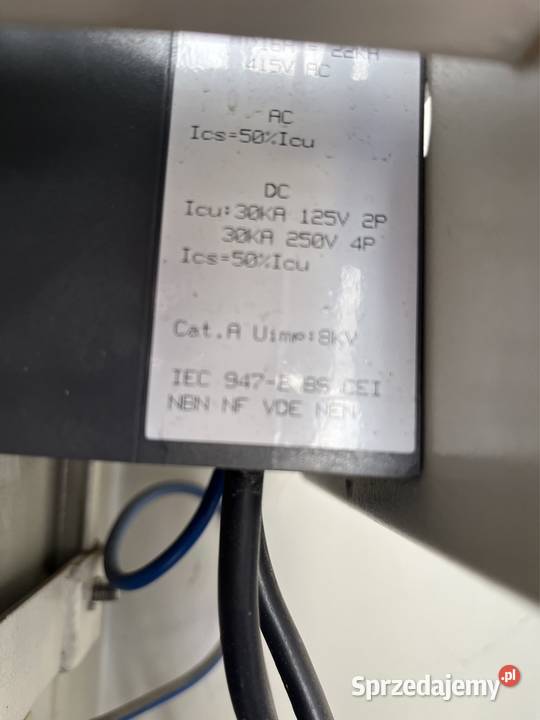 = 22KA
415V AC
AC
Ics=50%Icu
DC
Icu:30KA 125V 2P
30KA 250V 4P
Ics=50%Icu
Cat.A Uimp:8KV
IEC 947-2 BS CEI
NBN NF VDE NEN
Sprzedajemy.pl